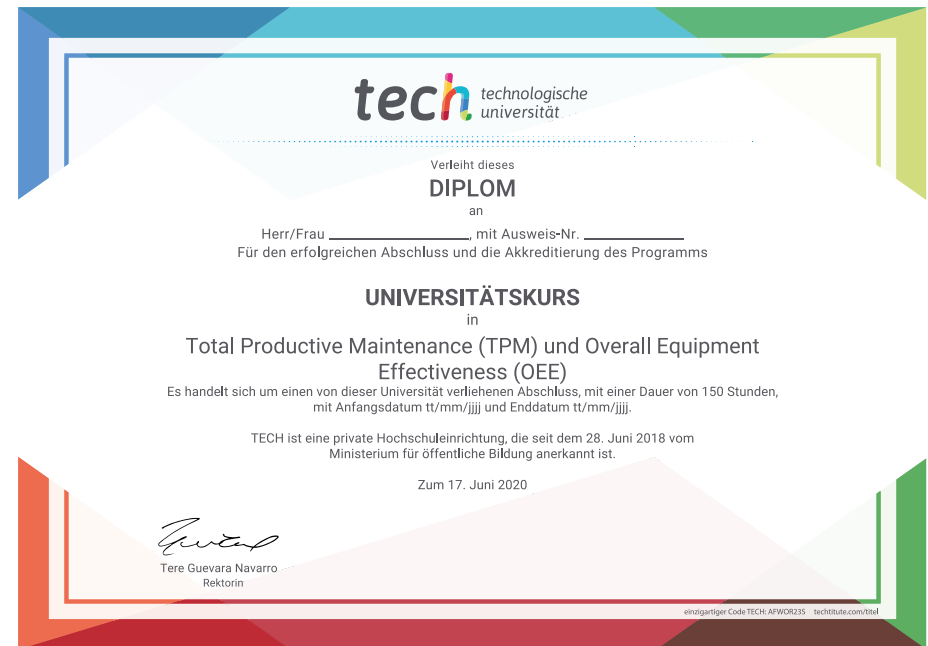 tech technologische
universität
Verleiht dieses
DIPLOM
an
Herr/Frau ____________, mit Ausweis-Nr. ____________
Für den erfolgreichen Abschluss und die Akkreditierung des Programms
UNIVERSITÄTSKURS
in
Total Productive Maintenance (TPM) und Overall Equipment
Effectiveness (OEE)
Es handelt sich um einen von dieser Universität verliehenen Abschluss, mit einer Dauer von 150 Stunden,
mit Anfangsdatum tt/mm/jjjj und Enddatum tt/mm/jjjj.
TECH ist eine private Hochschuleinrichtung, die seit dem 28. Juni 2018 vom
Ministerium für öffentliche Bildung anerkannt ist.
Zum 17. Juni 2020
Tere Guevara Navarro
Rektorin
einzigartiger Code TECH: AFWOR23S techtitute.com/titel